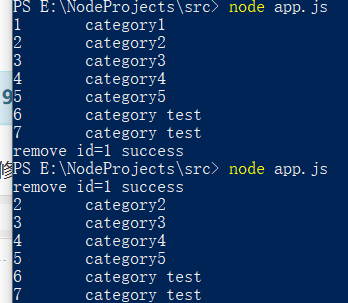 PS E:\NodeProjects\src> node app.js
1 category1
2 category2
3 category3
4 category4
5 category5
6 category test
7 category test
remove id=1 success
PS E:\NodeProjects\src> node app.js
remove id=1 success
2 category2
3 category3
4 category4
5 category5
6 category test
7 category test
9
修